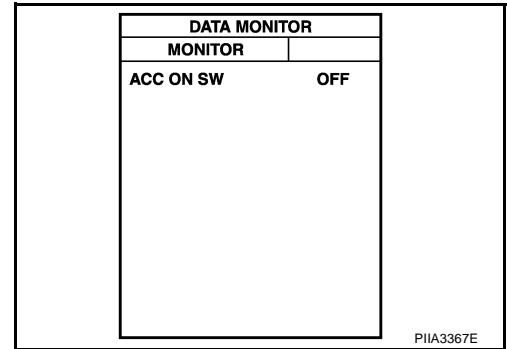 DATA MONITOR
MONITOR
ACC ON SW OFF
PIIA3367E